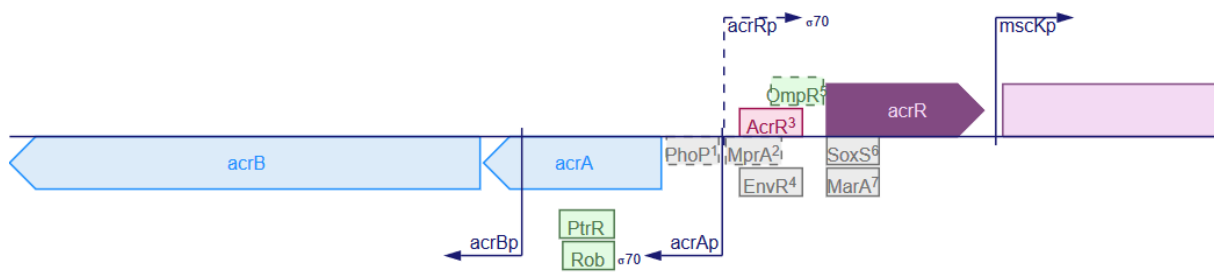 acrRp σ70 mscKp
OmpR5
acrR
AcrR3
acrB acrA PhoP1 MprA2 SoxS6
EnvR4 MarA7
PtrR
acrBp Rob σ70 acrAp